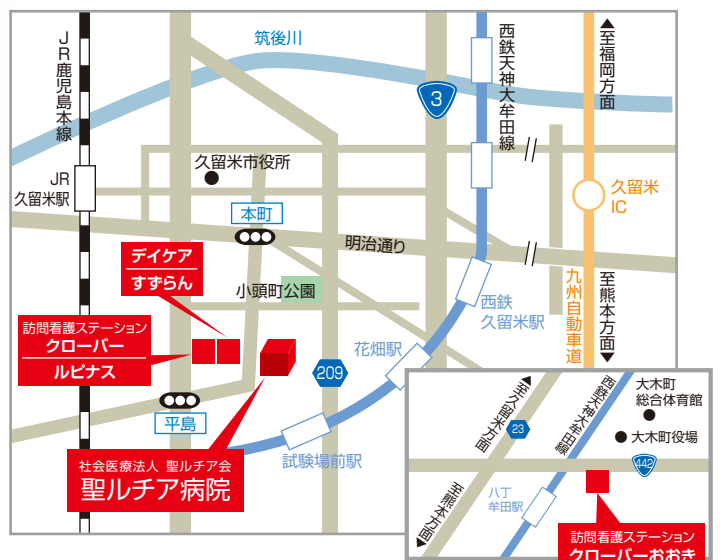 JR鹿児島本線
筑後川
3
西鉄天神大牟田線
▲至福岡方面
久留米市役所
JR
久留米駅
本町
明治通り
久留米
IC
デイケア
すずらん
小頭町公園
九州自動車道
至熊本方面▼
訪問看護ステーション
クローバー
ルピナス
西鉄
久留米駅
花畑駅
209
平島
試験場前駅
社会医療法人 聖ルチア会
聖ルチア病院
▲至久留米方面
23
至熊本方面▼
西鉄天神大牟田線
大木町
総合体育館
大木町役場
442
八丁
牟田駅
訪問看護ステーション
クローバーおおき